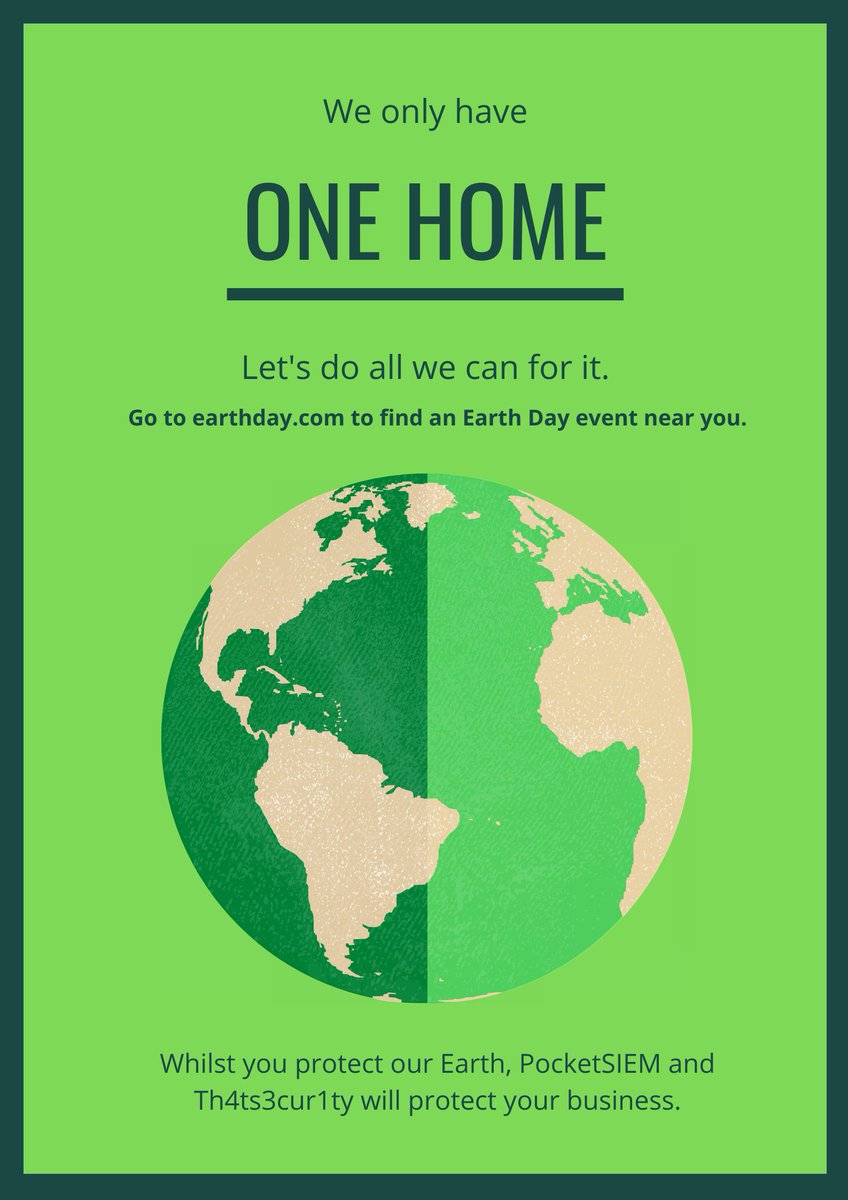 We only have
ONE HOME
Let's do all we can for it.
Go to earthday.com to find an Earth Day event near you.
Whilst you protect our Earth, PocketSIEM and
Th4ts3cur1ty will protect your business.